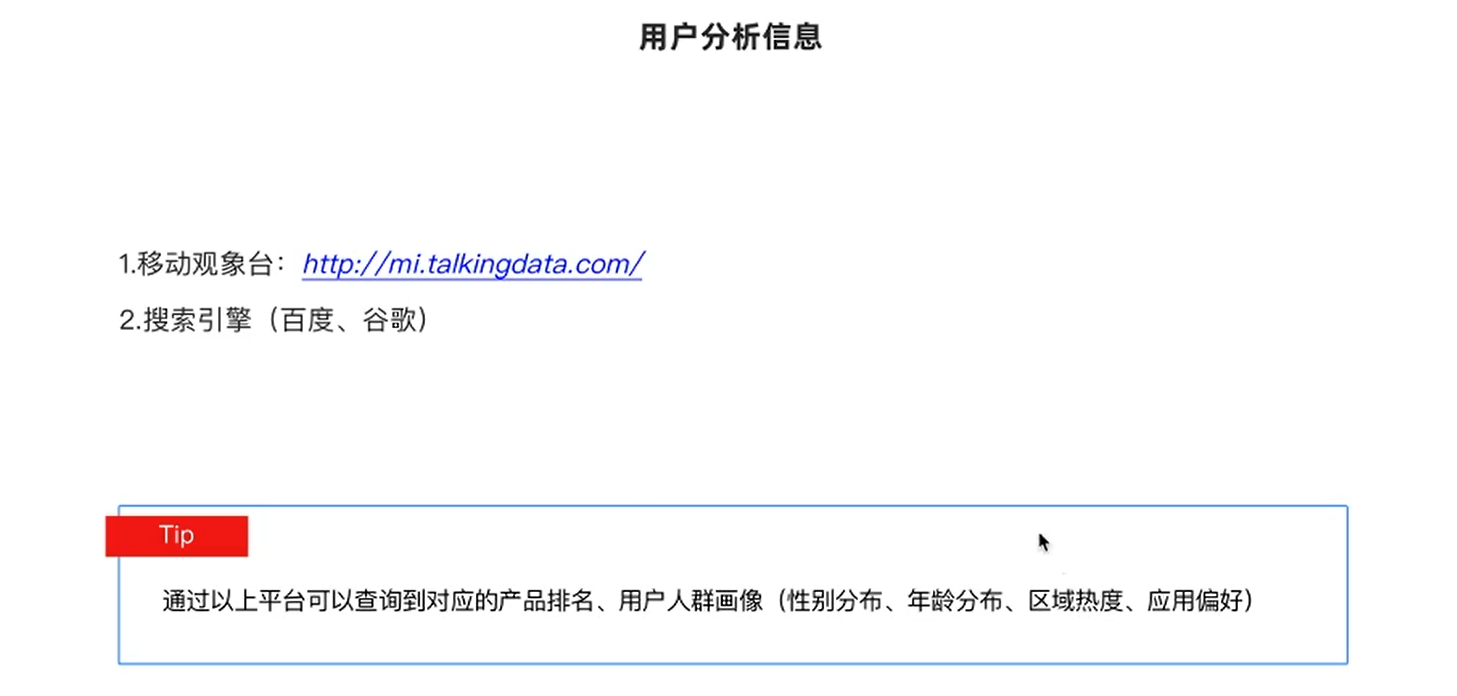 用户分析信息
1.移动观象台：http://mi.talkingdata.com/
2.搜索引擎（百度、谷歌）
Tip
通过以上平台可以查询到对应的产品排名、用户人群画像（性别分布、年龄分布、区域热度、应用偏好）